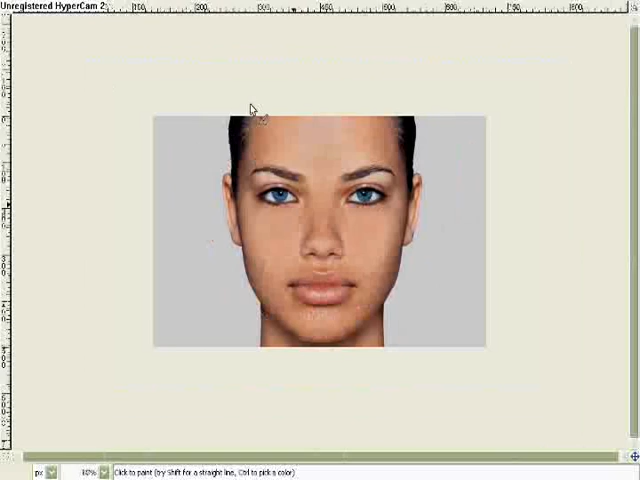 Unregistered HyperCam 2
px
Click to paint (try Shift for a straight line, Ctrl to pick a color)